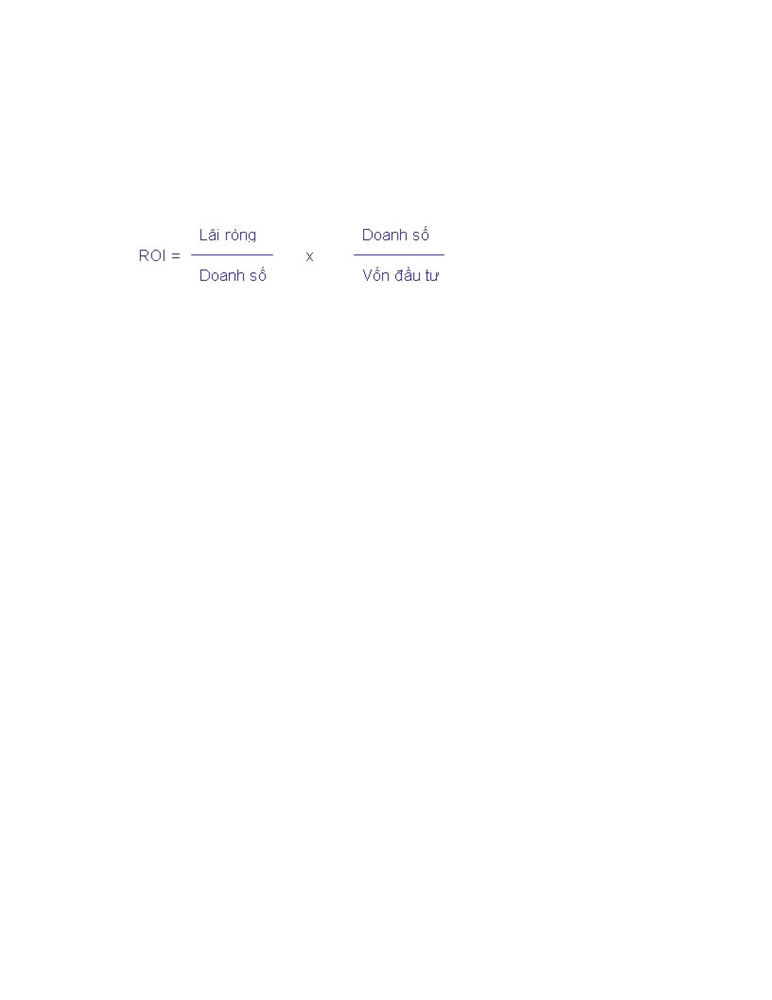 Lãi ròng Doanh số
ROI = x
Doanh số Vốn đầu tư